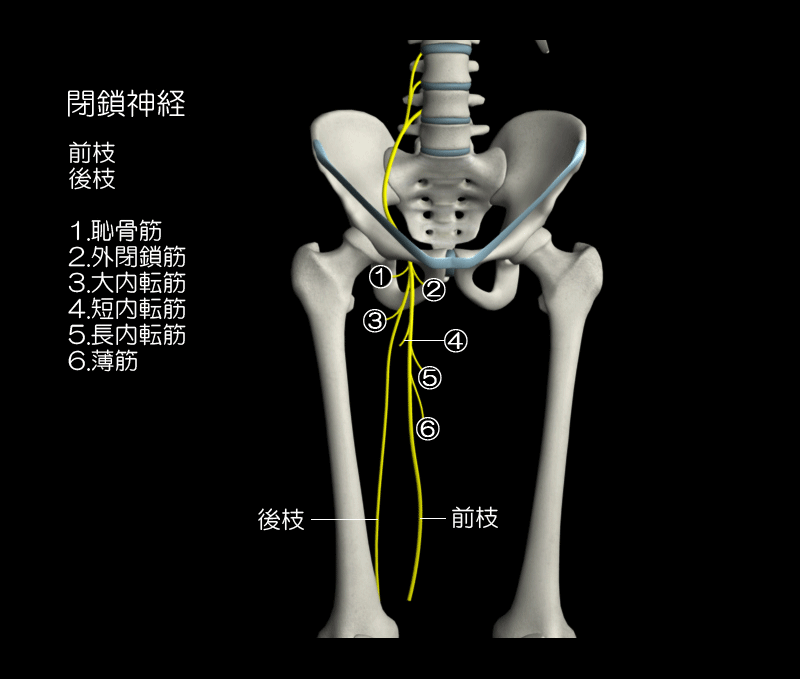 閉鎖神経
前枝
後枝
1.恥骨筋
2.外閉鎖筋
3.大内転筋
4.短内転筋
5.長内転筋
6.薄筋
①
②
③
④
⑤
⑥
後枝
前枝